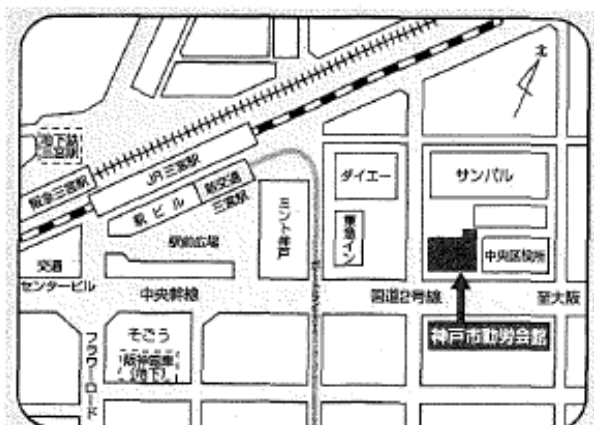 北
地下鉄
三宮駅
阪急三宮駅
JR三宮駅
駅ビル
新交通
三宮駅
駅前広場
ミント神戸
ダイエー
東急イン
サンパル
中央区役所
交通
センタービル
中央幹線
国道2号線
至大阪
神戸市勤労会館
そごう
阪神電車
(地下)
フラワーロード